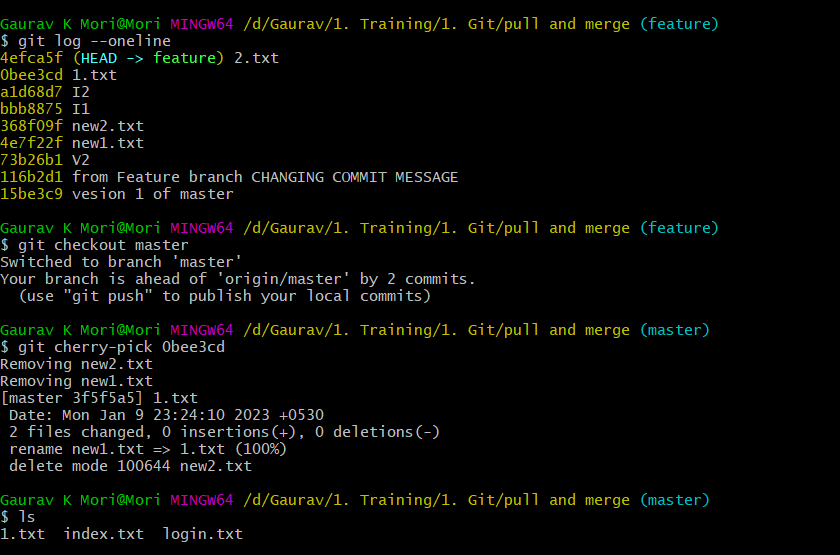 Gaurav K Mori@Mori MINGW64 /d/Gaurav/1. Training/1. Git/pull and merge (feature)
$ git log --oneline
4efca5f (HEAD -> feature) 2.txt
0bee3cd 1.txt
a1d68d7 I2
bbb8875 I1
368f09f new2.txt
4e7f22f new1.txt
73b26b1 V2
116b2d1 from Feature branch CHANGING COMMIT MESSAGE
15be3c9 vesion 1 of master
Gaurav K Mori@Mori MINGW64 /d/Gaurav/1. Training/1. Git/pull and merge (feature)
$ git checkout master
Switched to branch 'master'
Your branch is ahead of 'origin/master' by 2 commits.
  (use "git push" to publish your local commits)
Gaurav K Mori@Mori MINGW64 /d/Gaurav/1. Training/1. Git/pull and merge (master)
$ git cherry-pick 0bee3cd
Removing new2.txt
Removing new1.txt
[master 3f5f5a5] 1.txt
 Date: Mon Jan 9 23:24:10 2023 +0530
 2 files changed, 0 insertions(+), 0 deletions(-)
 rename new1.txt => 1.txt (100%)
 delete mode 100644 new2.txt
Gaurav K Mori@Mori MINGW64 /d/Gaurav/1. Training/1. Git/pull and merge (master)
$ ls
1.txt  index.txt  login.txt